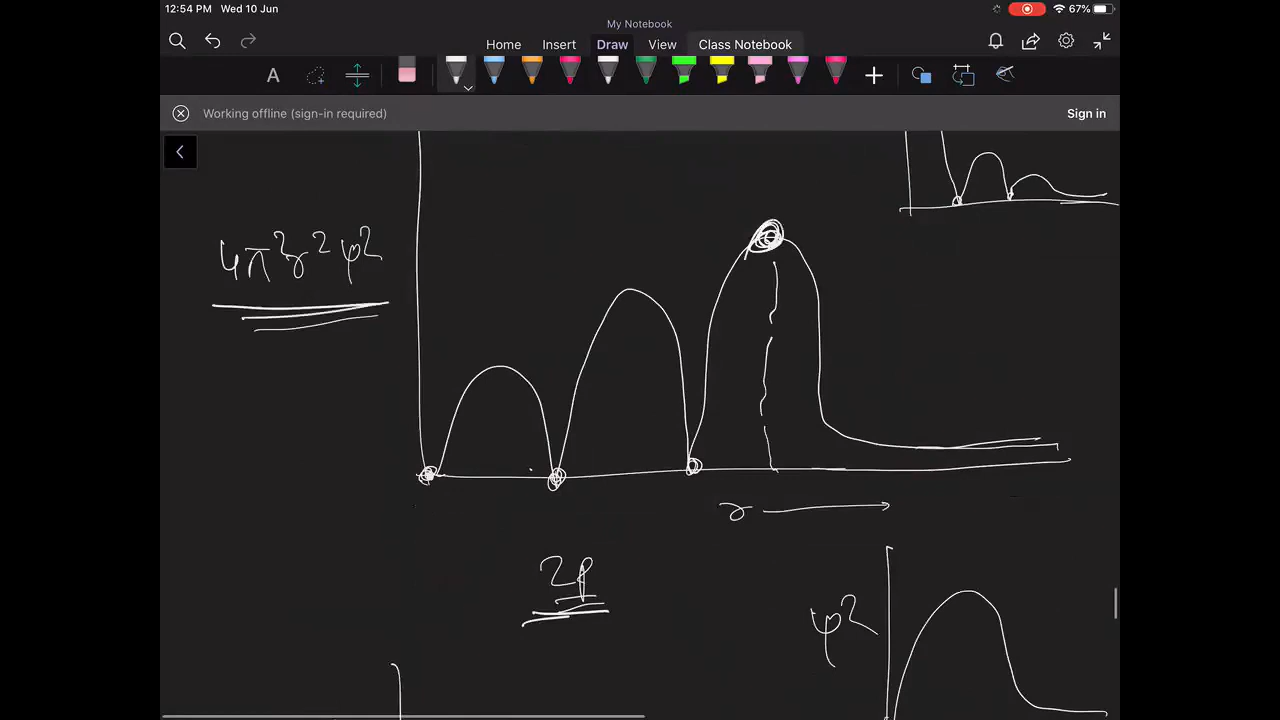 12:54 PM Wed 10 Jun
67%
My Notebook
Home Insert Draw View Class Notebook
A
Working offline (sign-in required)
Sign in
4π²r²ψ²
r
2p
ψ²